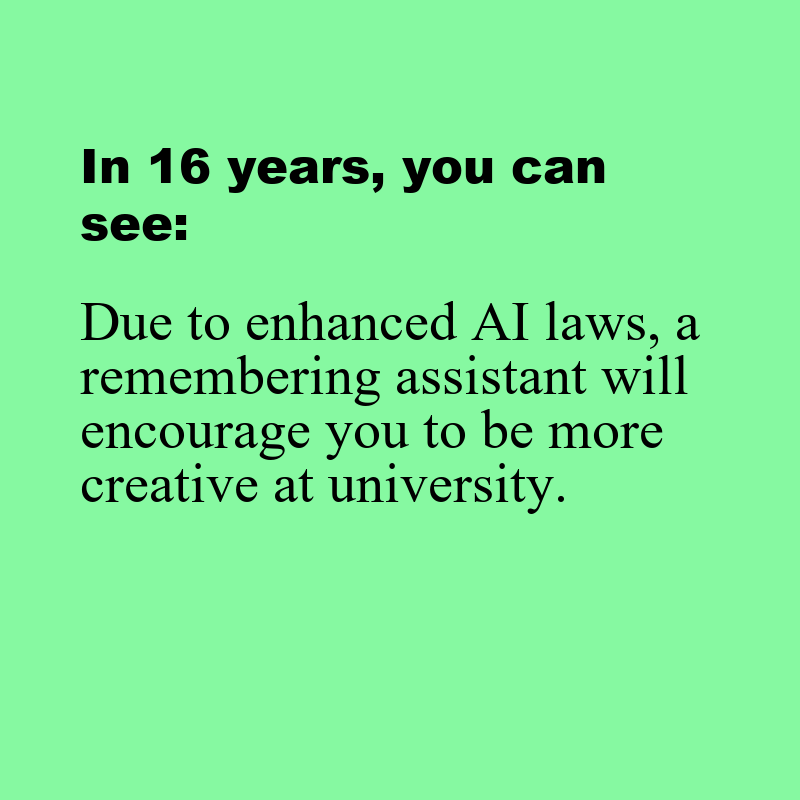 In 16 years, you can
see:
Due to enhanced AI laws, a
remembering assistant will
encourage you to be more
creative at university.